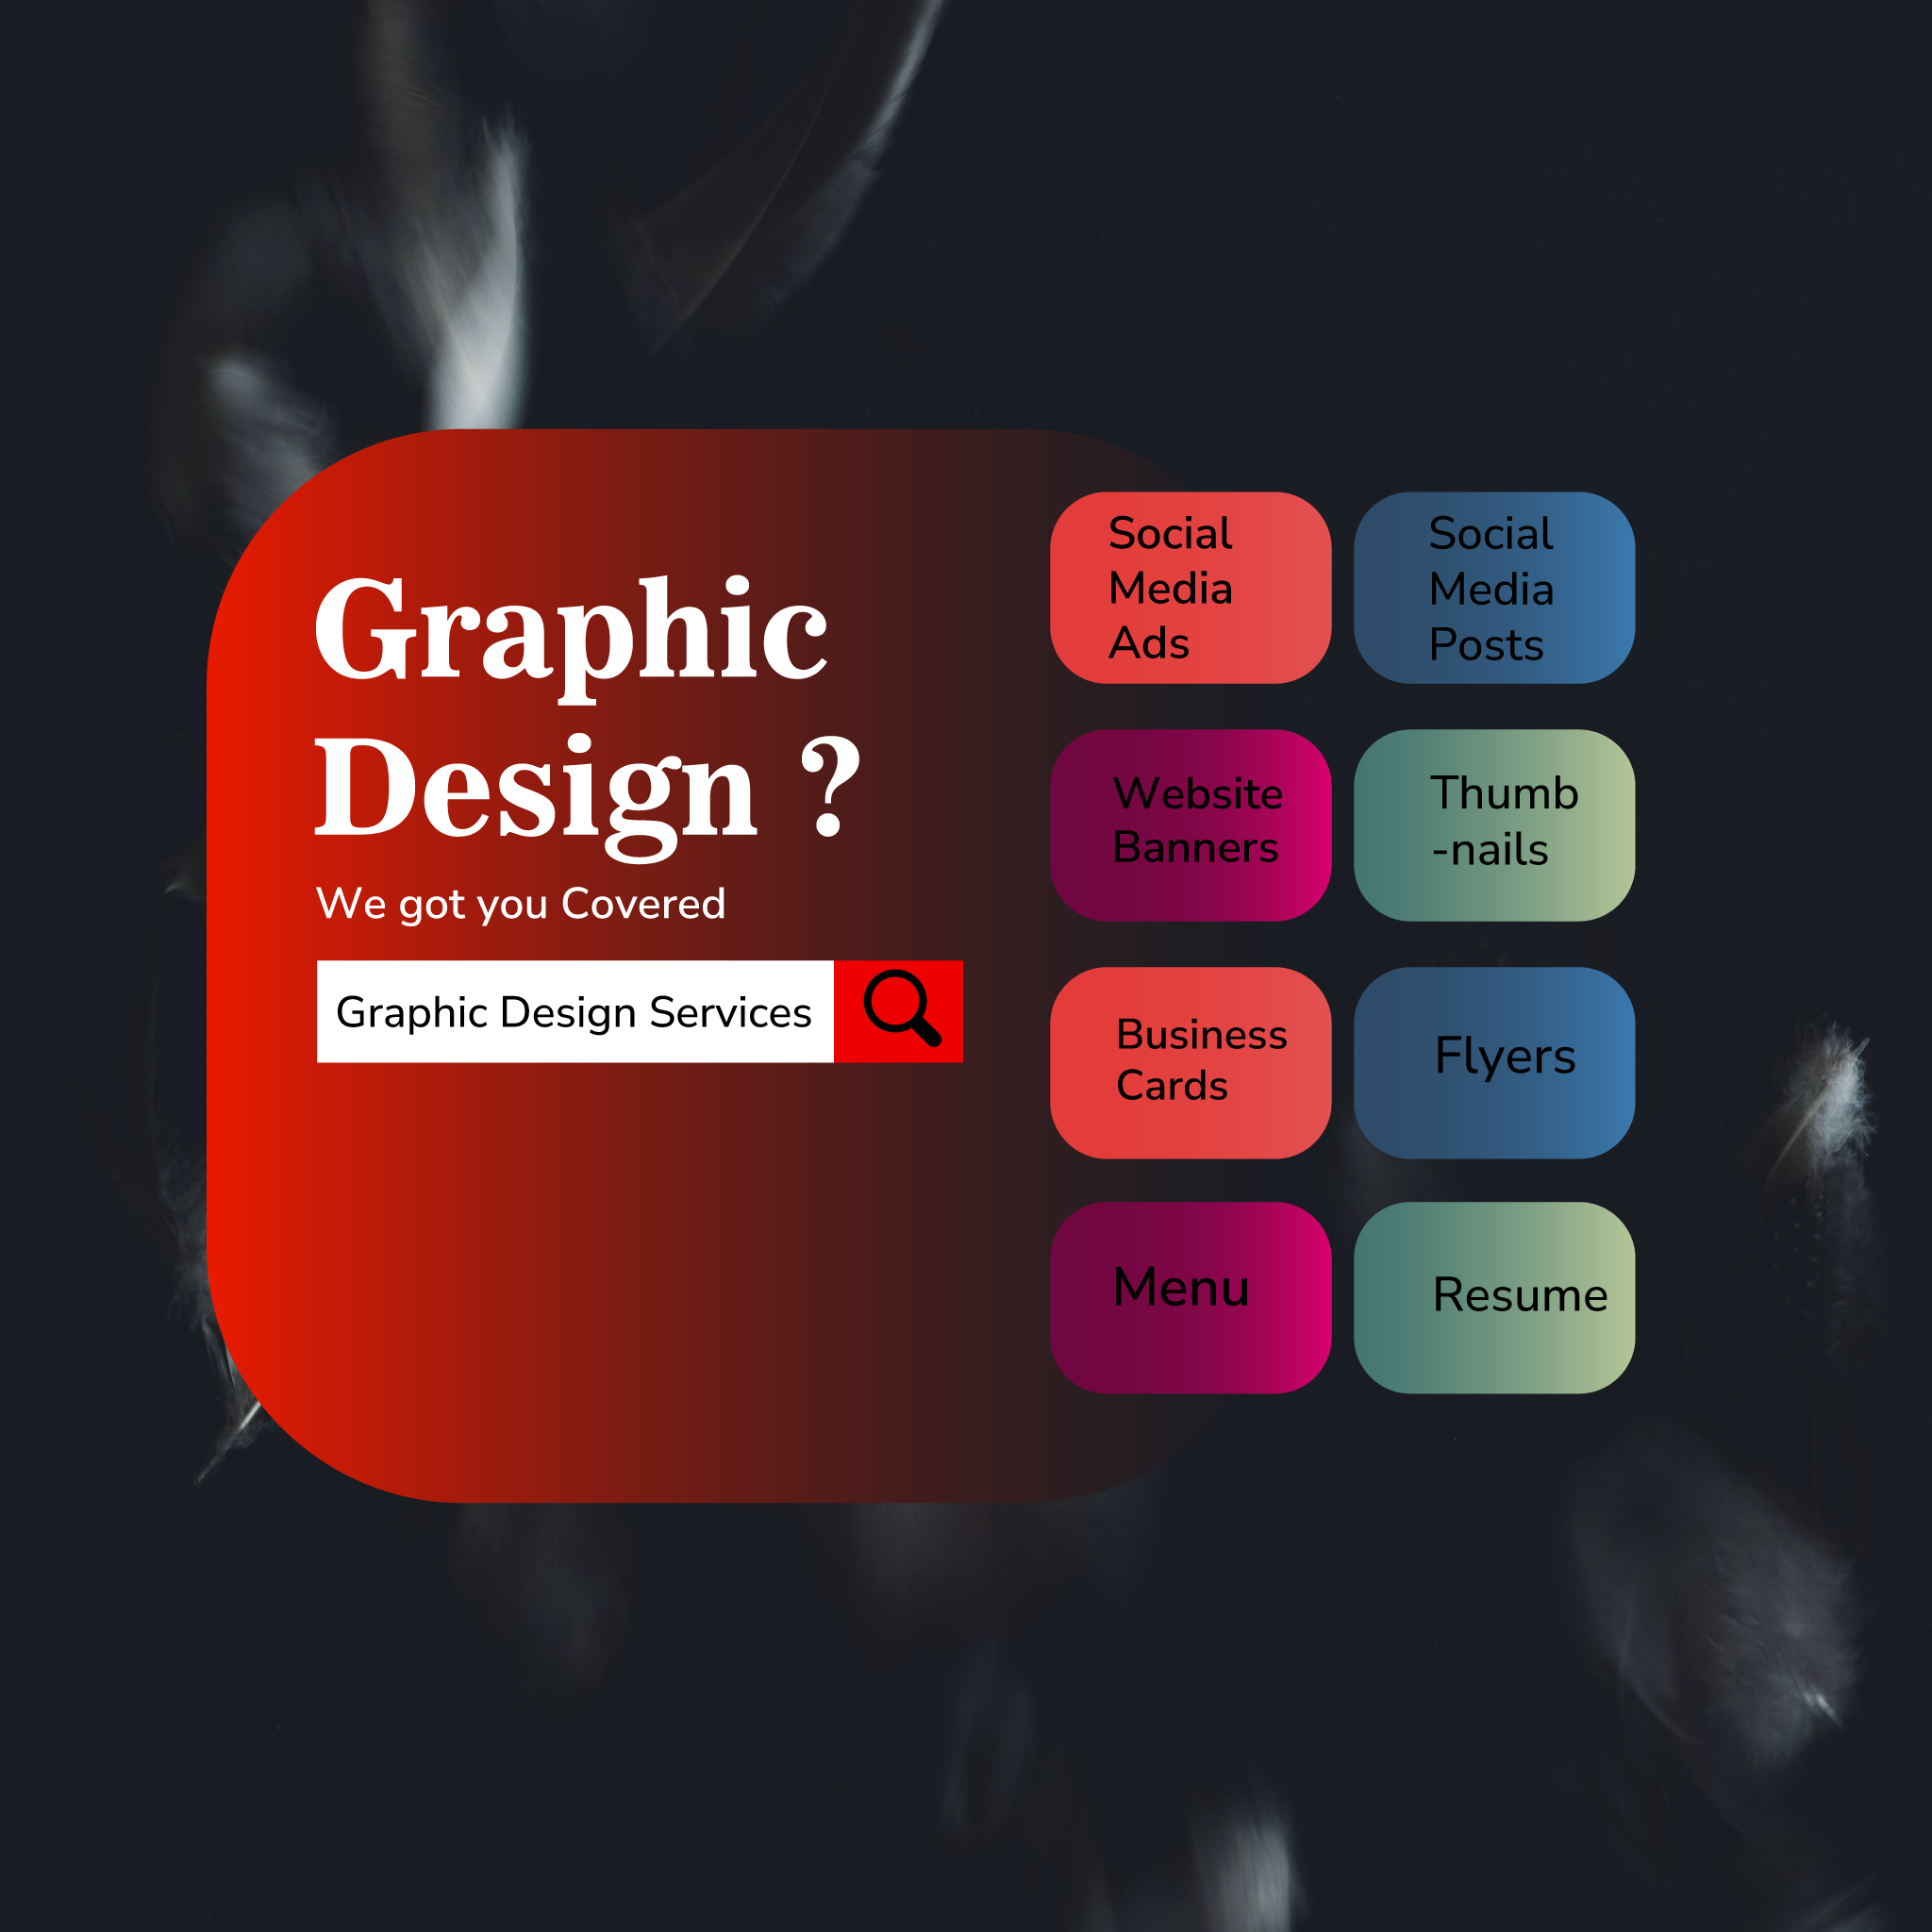 Graphic
Design ?
We got you Covered
Graphic Design Services
Social
Media
Ads
Social
Media
Posts
Website
Banners
Thumb
-nails
Business
Cards
Flyers
Menu
Resume